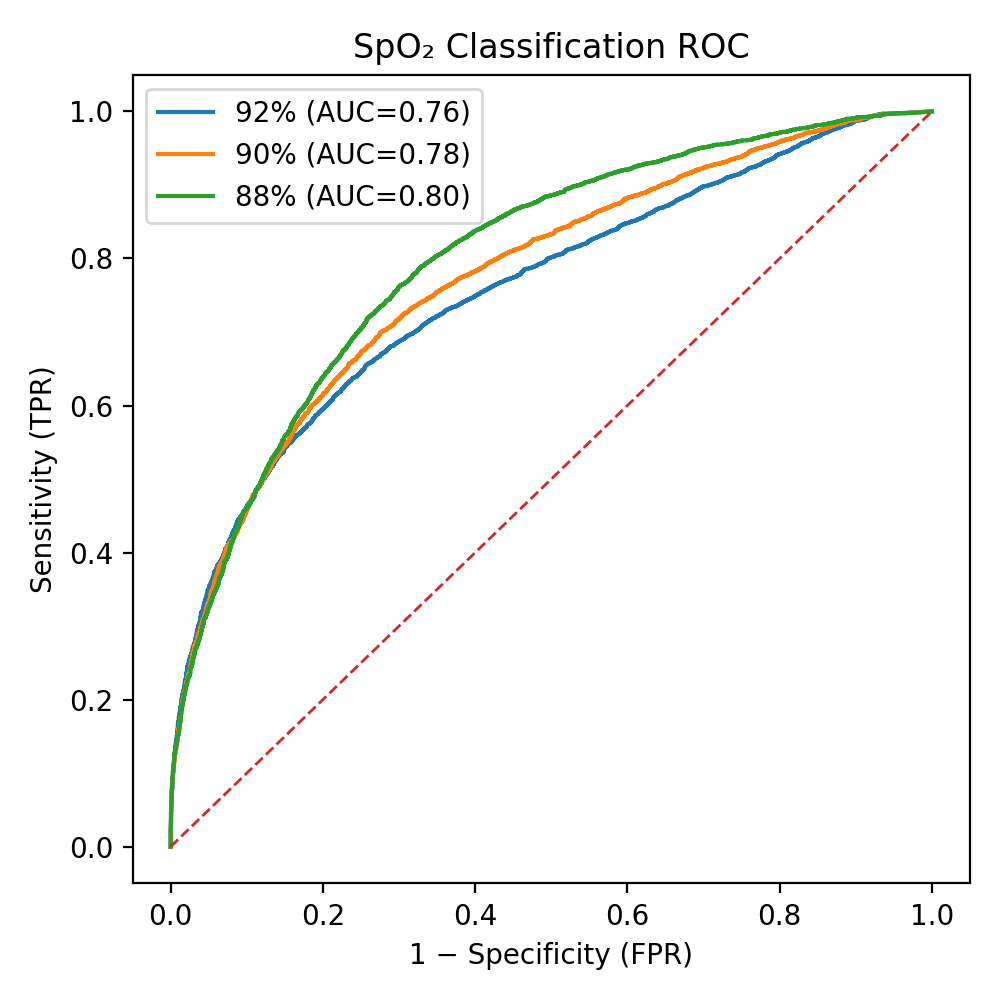 SpO₂ Classification ROC
92% (AUC=0.76)
90% (AUC=0.78)
88% (AUC=0.80)
Sensitivity (TPR)
1.0
0.8
0.6
0.4
0.2
0.0
0.0 0.2 0.4 0.6 0.8 1.0
1 − Specificity (FPR)